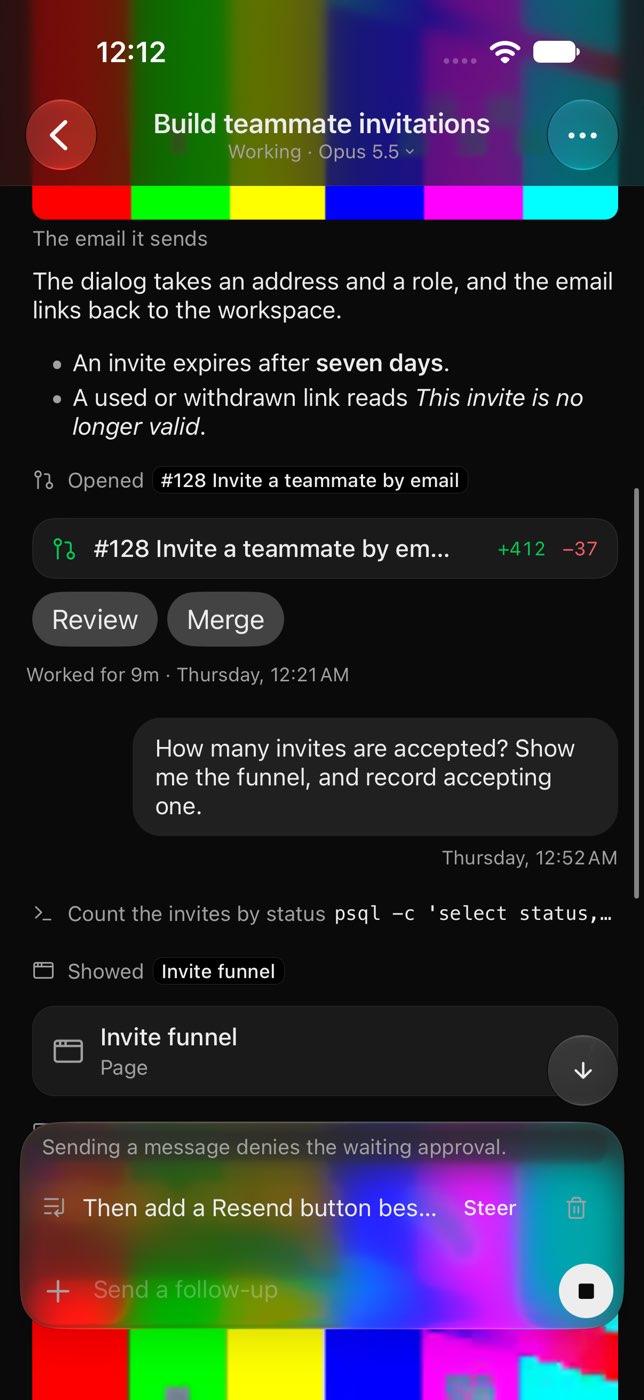 12:12
Build teammate invitations
Working · Opus 5.5
The email it sends
The dialog takes an address and a role, and the email
links back to the workspace.
• An invite expires after seven days.
• A used or withdrawn link reads This invite is no
longer valid.
Opened #128 Invite a teammate by email
#128 Invite a teammate by em... +412 −37
Review Merge
Worked for 9m · Thursday, 12:21 AM
How many invites are accepted? Show
me the funnel, and record accepting
one.
Thursday, 12:52 AM
Count the invites by status psql -c 'select status,...
Showed Invite funnel
Invite funnel
Page
Sending a message denies the waiting approval.
Then add a Resend button bes... Steer
Send a follow-up